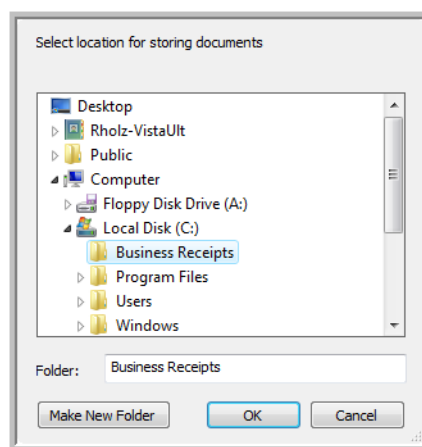 Select location for storing documents
Desktop
Rholz-VistaUlt
Public
Computer
Floppy Disk Drive (A:)
Local Disk (C:)
Business Receipts
Program Files
Users
Windows
Folder: Business Receipts
Make New Folder OK Cancel